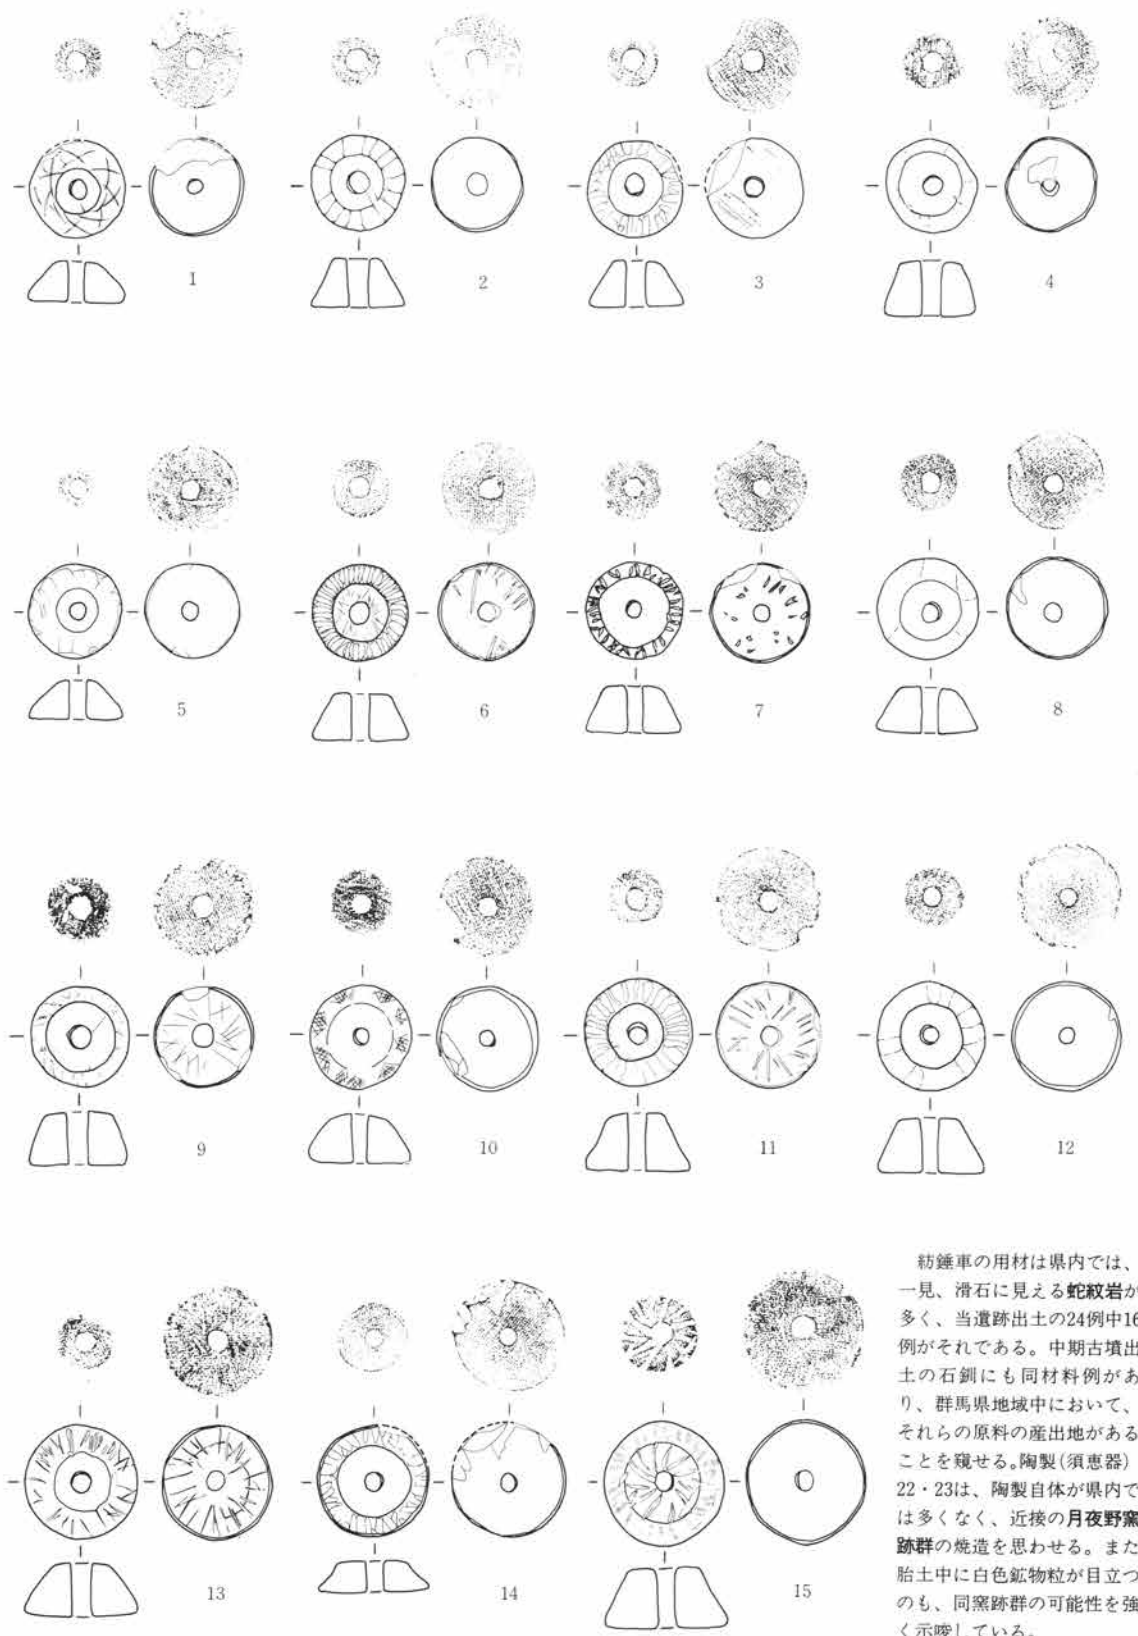 1
2
3
4
5
6
7
8
9
10
11
12
13
14
15
紡錘車の用材は県内では、
一見、滑石に見える蛇紋岩が
多く、当遺跡出土の24例中16
例がそれである。中期古墳出
土の石釧にも同材料例があ
り、群馬県地域中において、
それらの原料の産出地がある
ことを窺せる。陶製(須恵器)
22・23は、陶製自体が県内で
は多くなく、近接の月夜野窯
跡群の焼造を思わせる。また
胎土中に白色鉱物粒が目立つ
のも、同窯跡群の可能性を強
く示唆している。